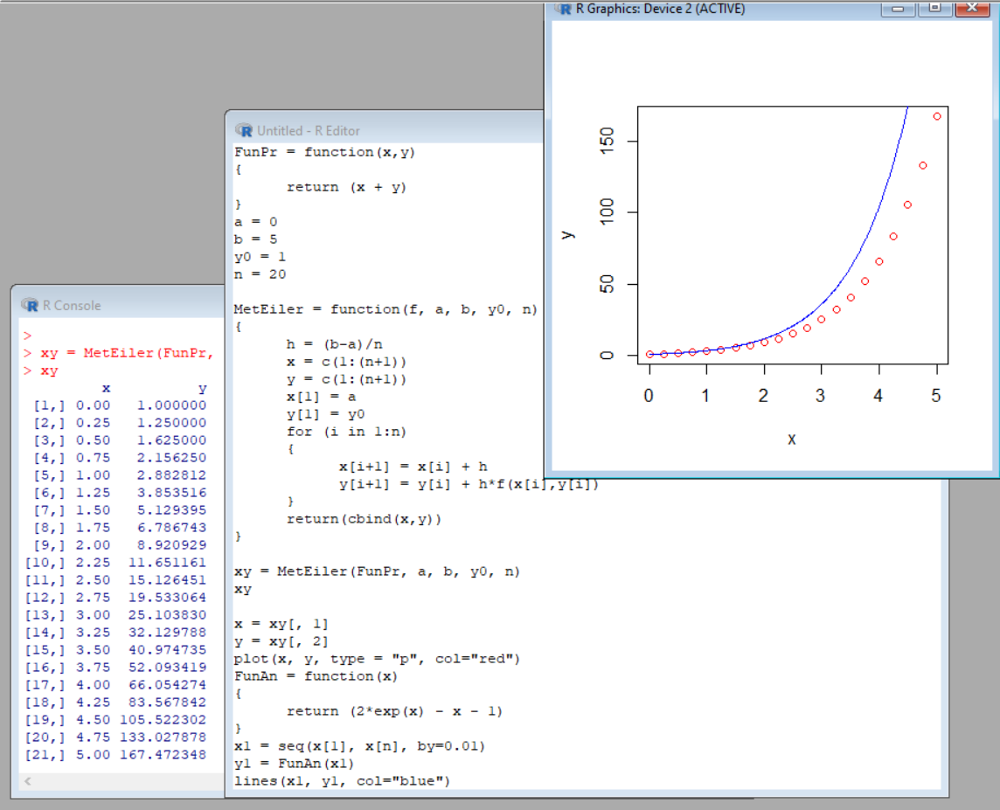 R Graphics: Device 2 (ACTIVE)
150
100
50
0
y
0 1 2 3 4 5
x
Untitled - R Editor
FunPr = function(x,y)
{
return (x + y)
}
a = 0
b = 5
y0 = 1
n = 20
MetEiler = function(f, a, b, y0, n)
{
h = (b-a)/n
x = c(1:(n+1))
y = c(1:(n+1))
x[1] = a
y[1] = y0
for (i in 1:n)
{
x[i+1] = x[i] + h
y[i+1] = y[i] + h*f(x[i],y[i])
}
return(cbind(x,y))
}
xy = MetEiler(FunPr, a, b, y0, n)
xy
x = xy[, 1]
y = xy[, 2]
plot(x, y, type = "p", col="red")
FunAn = function(x)
{
return (2*exp(x) - x - 1)
}
x1 = seq(x[1], x[n], by=0.01)
y1 = FunAn(x1)
lines(x1, y1, col="blue")
R Console
>
> xy = MetEiler(FunPr,
> xy
x y
[1,] 0.00 1.000000
[2,] 0.25 1.250000
[3,] 0.50 1.625000
[4,] 0.75 2.156250
[5,] 1.00 2.882812
[6,] 1.25 3.853516
[7,] 1.50 5.129395
[8,] 1.75 6.786743
[9,] 2.00 8.920929
[10,] 2.25 11.651161
[11,] 2.50 15.126451
[12,] 2.75 19.533064
[13,] 3.00 25.103830
[14,] 3.25 32.129788
[15,] 3.50 40.974735
[16,] 3.75 52.093419
[17,] 4.00 66.054274
[18,] 4.25 83.567842
[19,] 4.50 105.522302
[20,] 4.75 133.027878
[21,] 5.00 167.472348